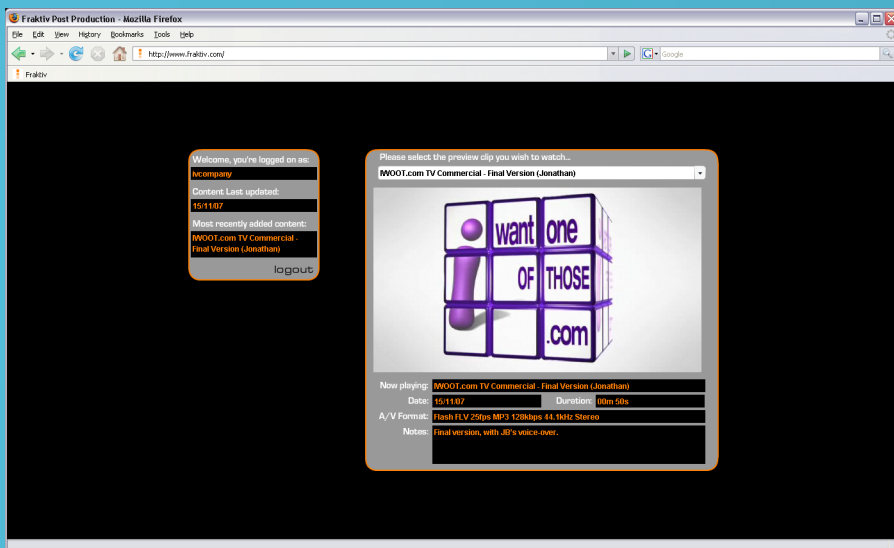 Fraktiv Post Production - Mozilla Firefox
File Edit View History Bookmarks Tools Help
http://www.fraktiv.com/
G Google
Fraktiv
Welcome, you're logged on as:
ivcompany
Content Last updated:
15/11/07
Most recently added content:
IWOOT.com TV Commercial -
Final Version (Jonathan)
logout
Please select the preview clip you wish to watch...
IWOOT.com TV Commercial - Final Version (Jonathan)
i want one
OF THOSE
.com
Now playing: IWOOT.com TV Commercial - Final Version (Jonathan)
Date: 15/11/07 Duration: 00m 50s
A/V Format: Flash FLV 25fps MP3 128kbps 44.1kHz Stereo
Notes: Final version, with JB's voice-over.